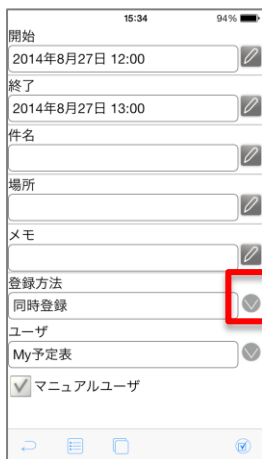 15:34 94%
開始
2014年8月27日 12:00
終了
2014年8月27日 13:00
件名
場所
メモ
登録方法
同時登録
ユーザ
My予定表
マニュアルユーザ